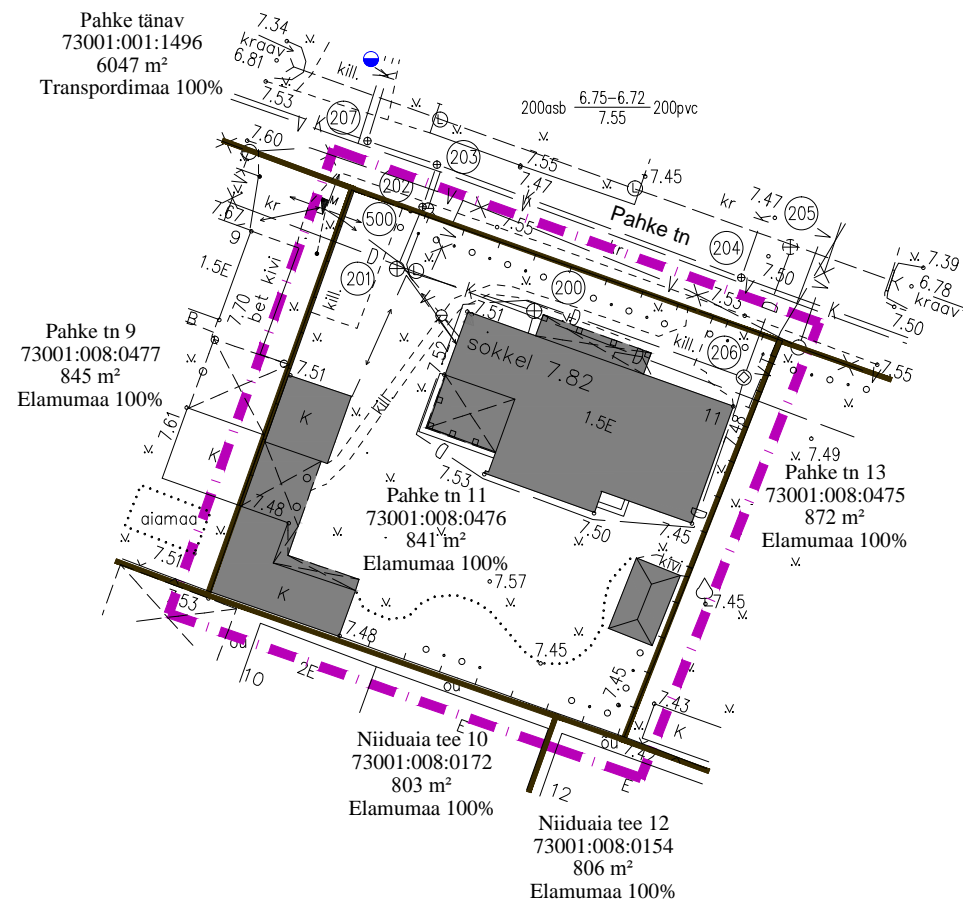 Pahke tänav
73001:001:1496
6047 m²
Transpordimaa 100%
7.34
kraav
6.81
kill.
7.53
V
K
207
200asb 6.75-6.72 200pvc
7.55
7.60
203
7.55
7.47
7.45
kr
7.47
205
202
K
Pahke tn
204
7.39
6.78
kraav
7.67
kr
500
7.55
kr
7.50
7.50
9
1.5E
7.70
bet kivi
201
D
kill
K
7.51
200
D
7.53
kill.
206
7.55
Pahke tn 9
73001:008:0477
845 m²
Elamumaa 100%
7.51
7.52
sokkel 7.82
1.5E
11
7.48
7.61
K
K
kill.
7.49
7.53
7.48
Pahke tn 11
73001:008:0476
841 m²
Elamumaa 100%
7.50
7.45
Pahke tn 13
73001:008:0475
872 m²
Elamumaa 100%
aiamaa
7.51
7.53
K
7.57
kivi
7.45
7.48
7.45
7.45
õu
10
2E
õu
E
7.43
K
õu
7.47
E
12
Niiduaia tee 10
73001:008:0172
803 m²
Elamumaa 100%
Niiduaia tee 12
73001:008:0154
806 m²
Elamumaa 100%